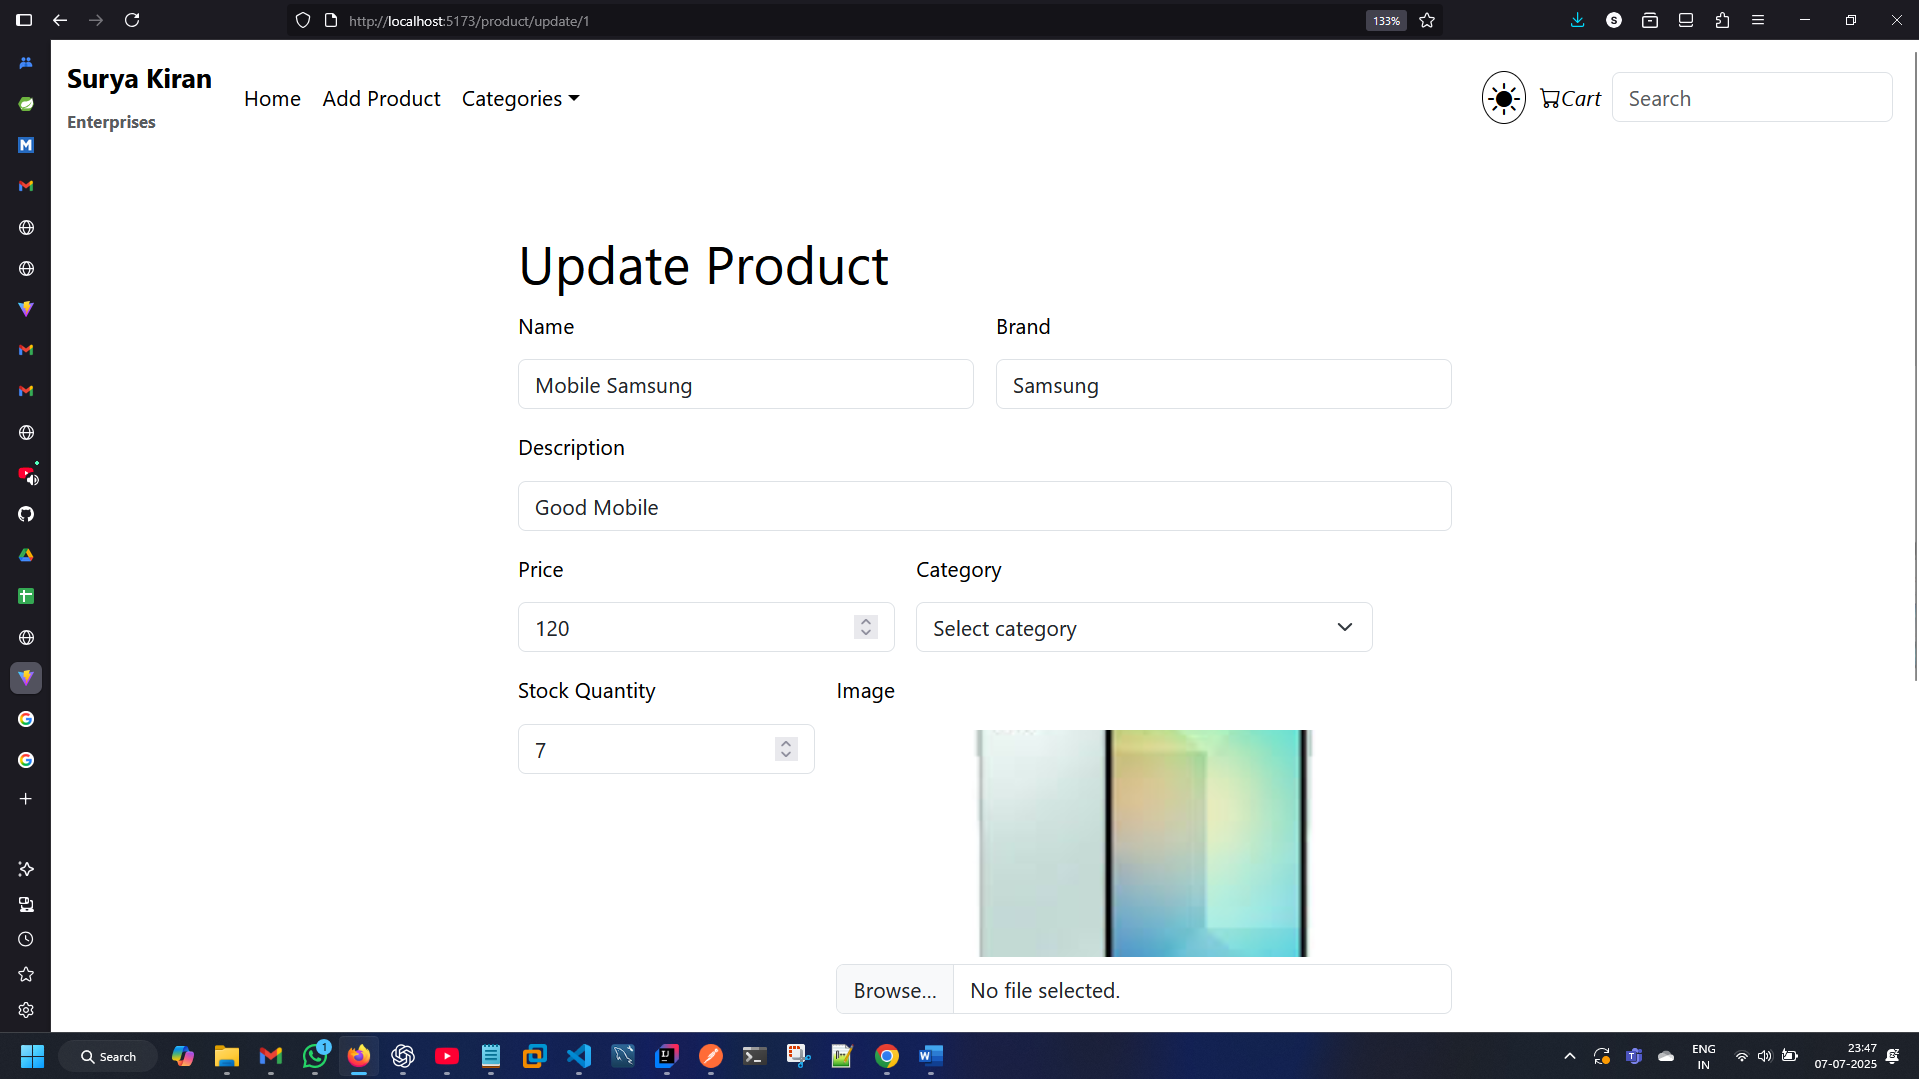 http://localhost:5173/product/update/1
133%
S
Surya Kiran
Enterprises
Home
Add Product
Categories
Cart
Search
Update Product
Name
Brand
Mobile Samsung
Samsung
Description
Good Mobile
Price
Category
120
Select category
Stock Quantity
Image
7
Browse...
No file selected.
Search
1
ENG
IN
23:47
07-07-2025